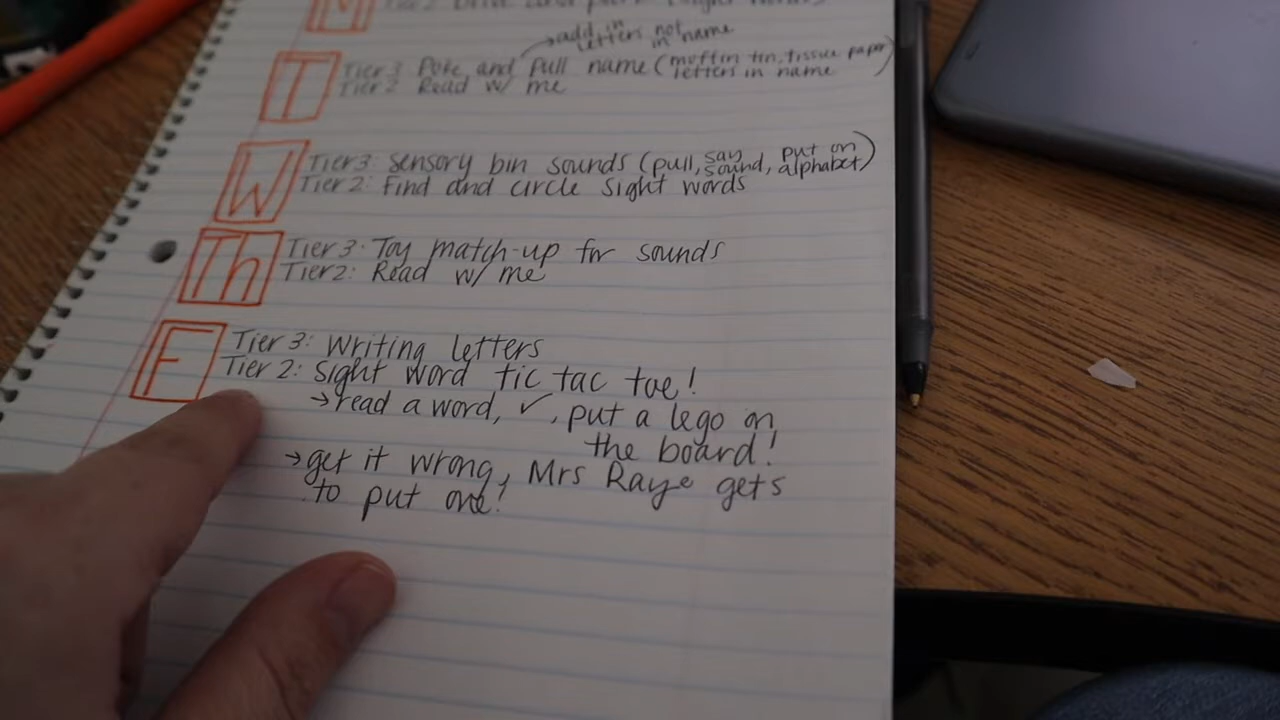 M
Tier 2
T
add in
letters not
in name
Tier 3 Poke and Pull name (muffin tin, tissue paper)
letters in name
Tier 2 Read w/ me
W
Tier 3: Sensory bin sounds (pull, say sound, put on alphabet)
Tier 2: Find and circle sight words
Th
Tier 3: Toy match-up for sounds
Tier 2: Read w/ me
F
Tier 3: Writing letters
Tier 2: Sight word tic tac toe!
→read a word, ✓, put a lego on
the board!
→get it wrong, Mrs Raye gets
to put one!